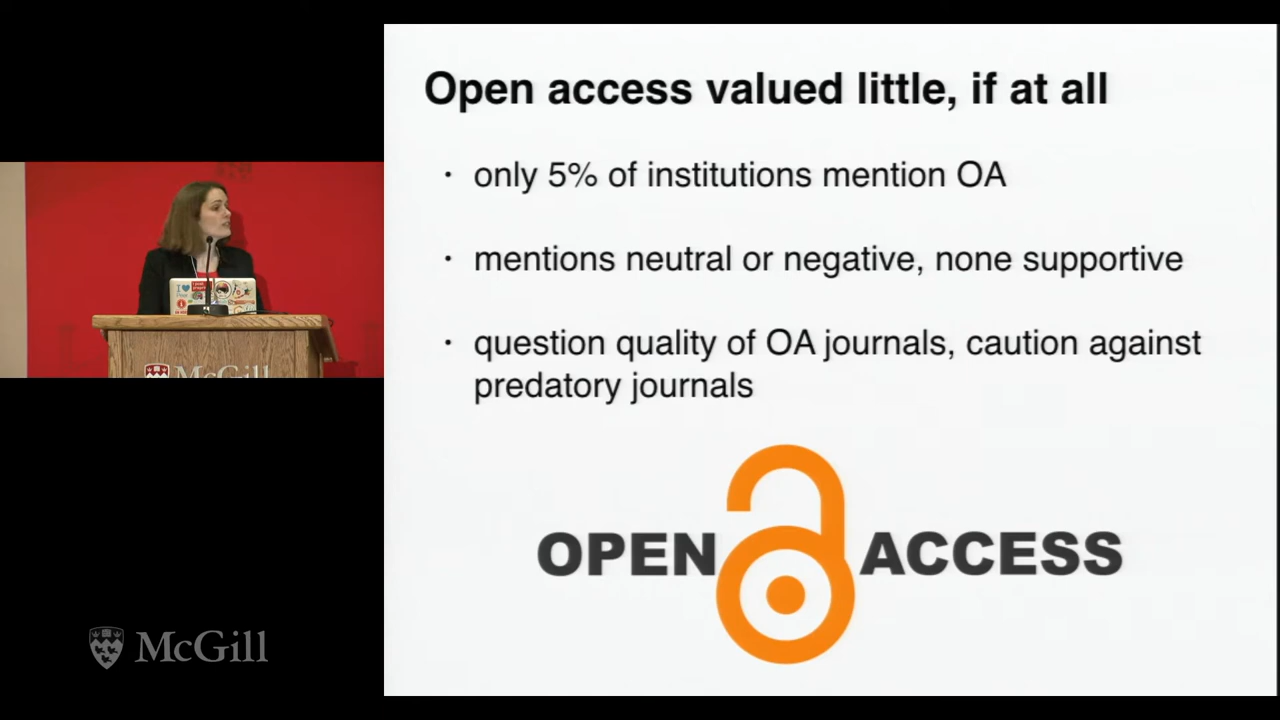 Open access valued little, if at all
· only 5% of institutions mention OA
· mentions neutral or negative, none supportive
· question quality of OA journals, caution against
predatory journals
OPEN ACCESS
McGill
McGill